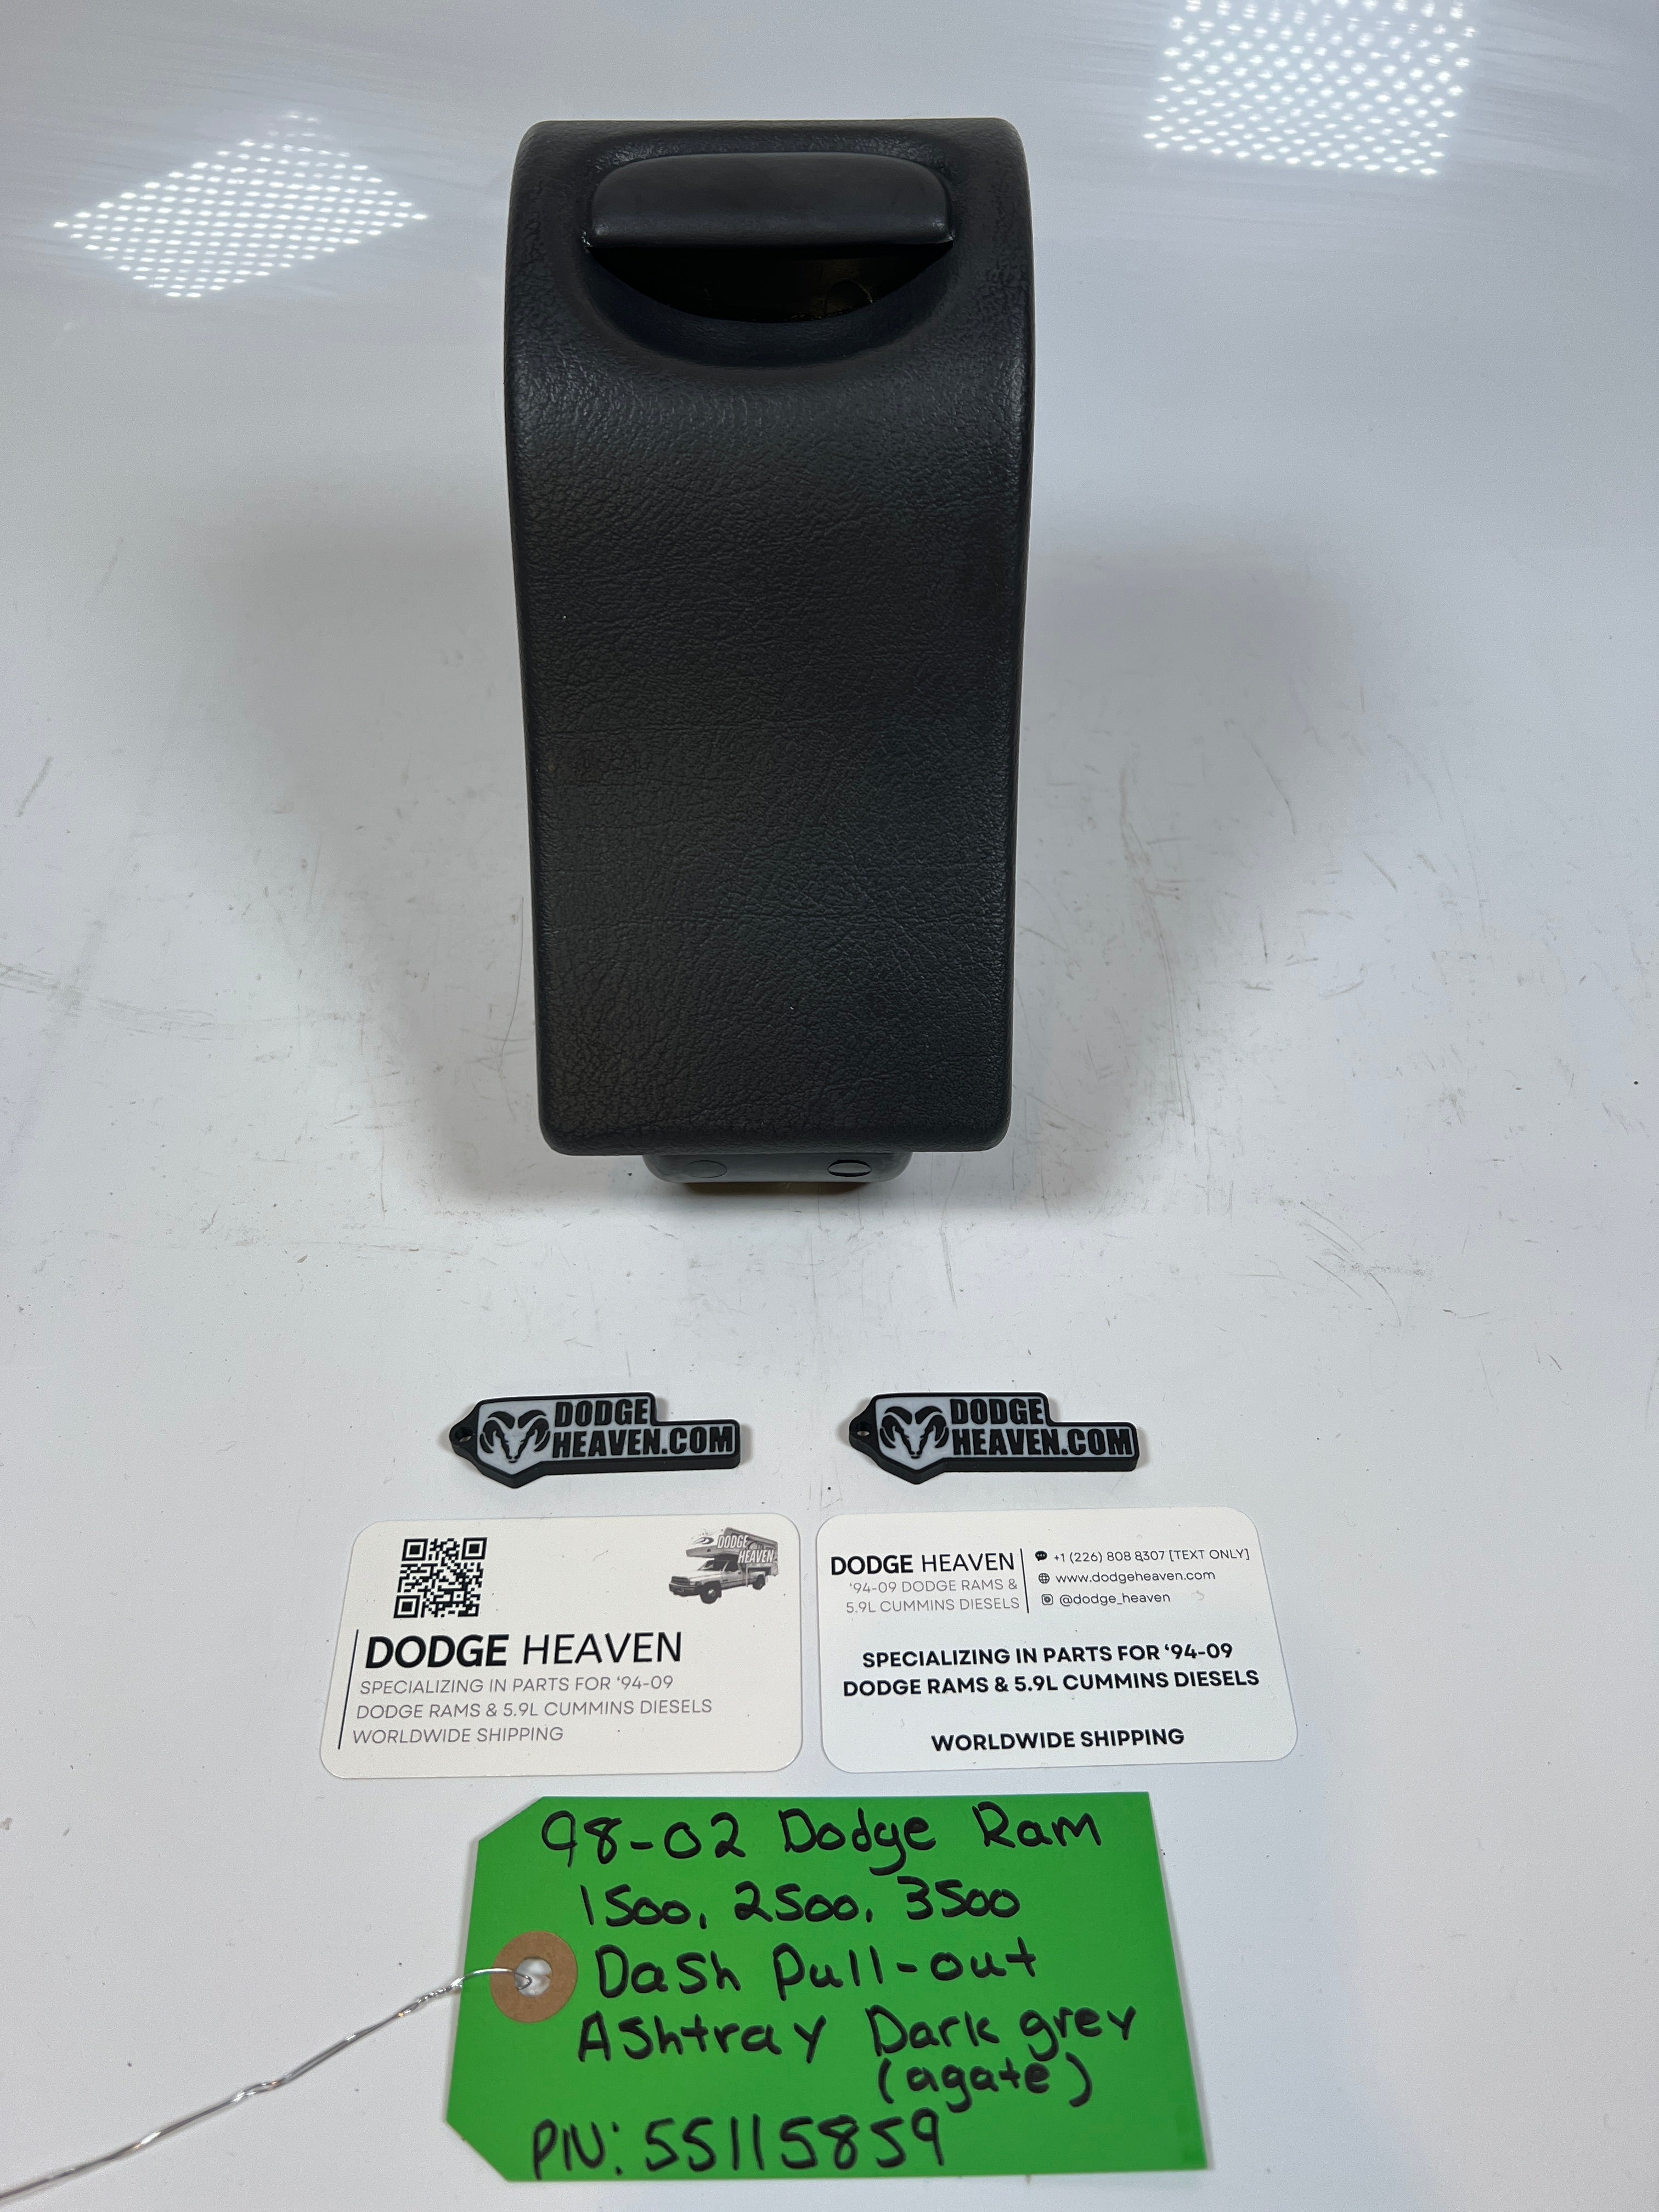 DODGE
HEAVEN.COM
DODGE
HEAVEN.COM
DODGE
HEAVEN
DODGE HEAVEN
SPECIALIZING IN PARTS FOR ‘94-09
DODGE RAMS & 5.9L CUMMINS DIESELS
WORLDWIDE SHIPPING
DODGE HEAVEN
‘94-09 DODGE RAMS &
5.9L CUMMINS DIESELS
+1 (226) 808 8307 [TEXT ONLY]
www.dodgeheaven.com
@dodge_heaven
SPECIALIZING IN PARTS FOR ‘94-09
DODGE RAMS & 5.9L CUMMINS DIESELS
WORLDWIDE SHIPPING
98-02 Dodge Ram
1500, 2500, 3500
Dash Pull-out
Ashtray Dark grey
(agate)
PN: 55115859